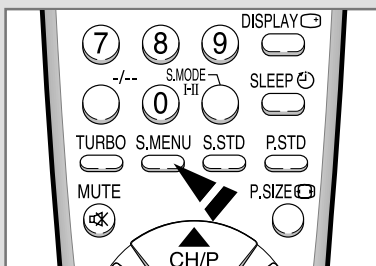 DISPLAY
7 8 9
-/-- S.MODE I-II SLEEP
0
TURBO S.MENU S.STD P.STD
MUTE P.SIZE
CH/P